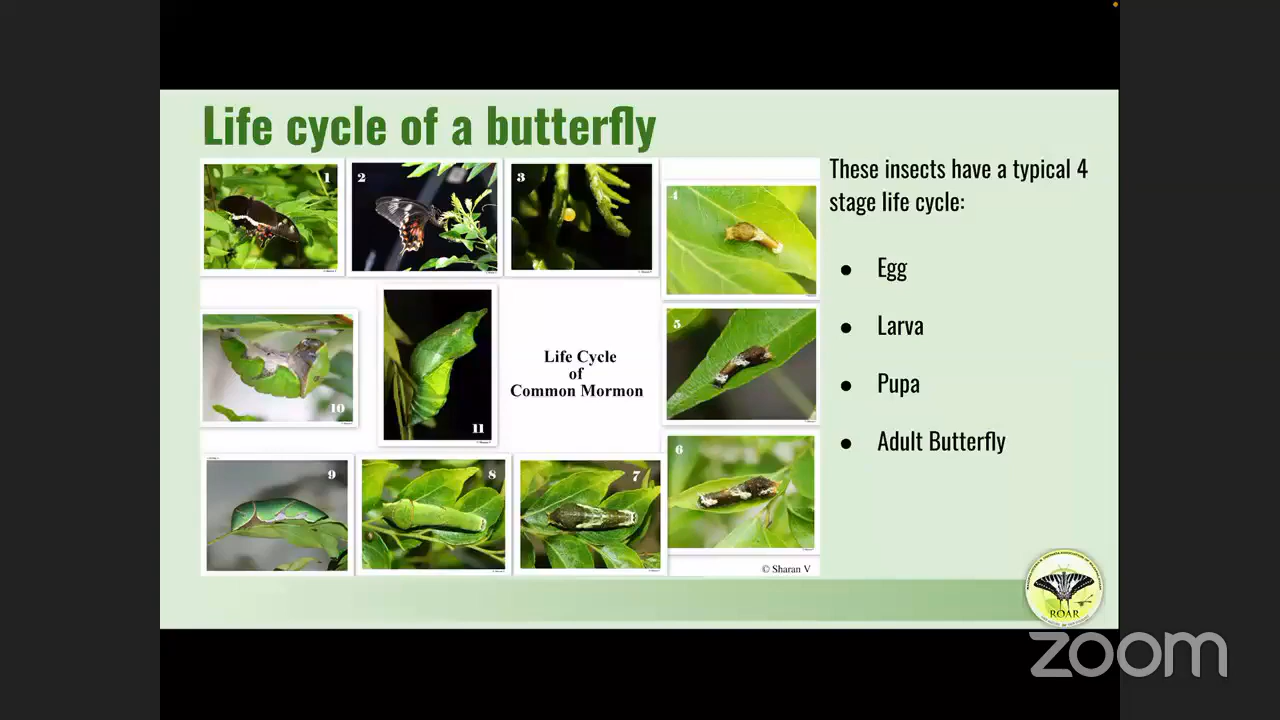 Life cycle of a butterfly
These insects have a typical 4
stage life cycle:
● Egg
● Larva
● Pupa
● Adult Butterfly
1
2
3
4
5
6
7
8
9
10
11
Life Cycle
of
Common Mormon
© Sharan V
ROAR
zoom